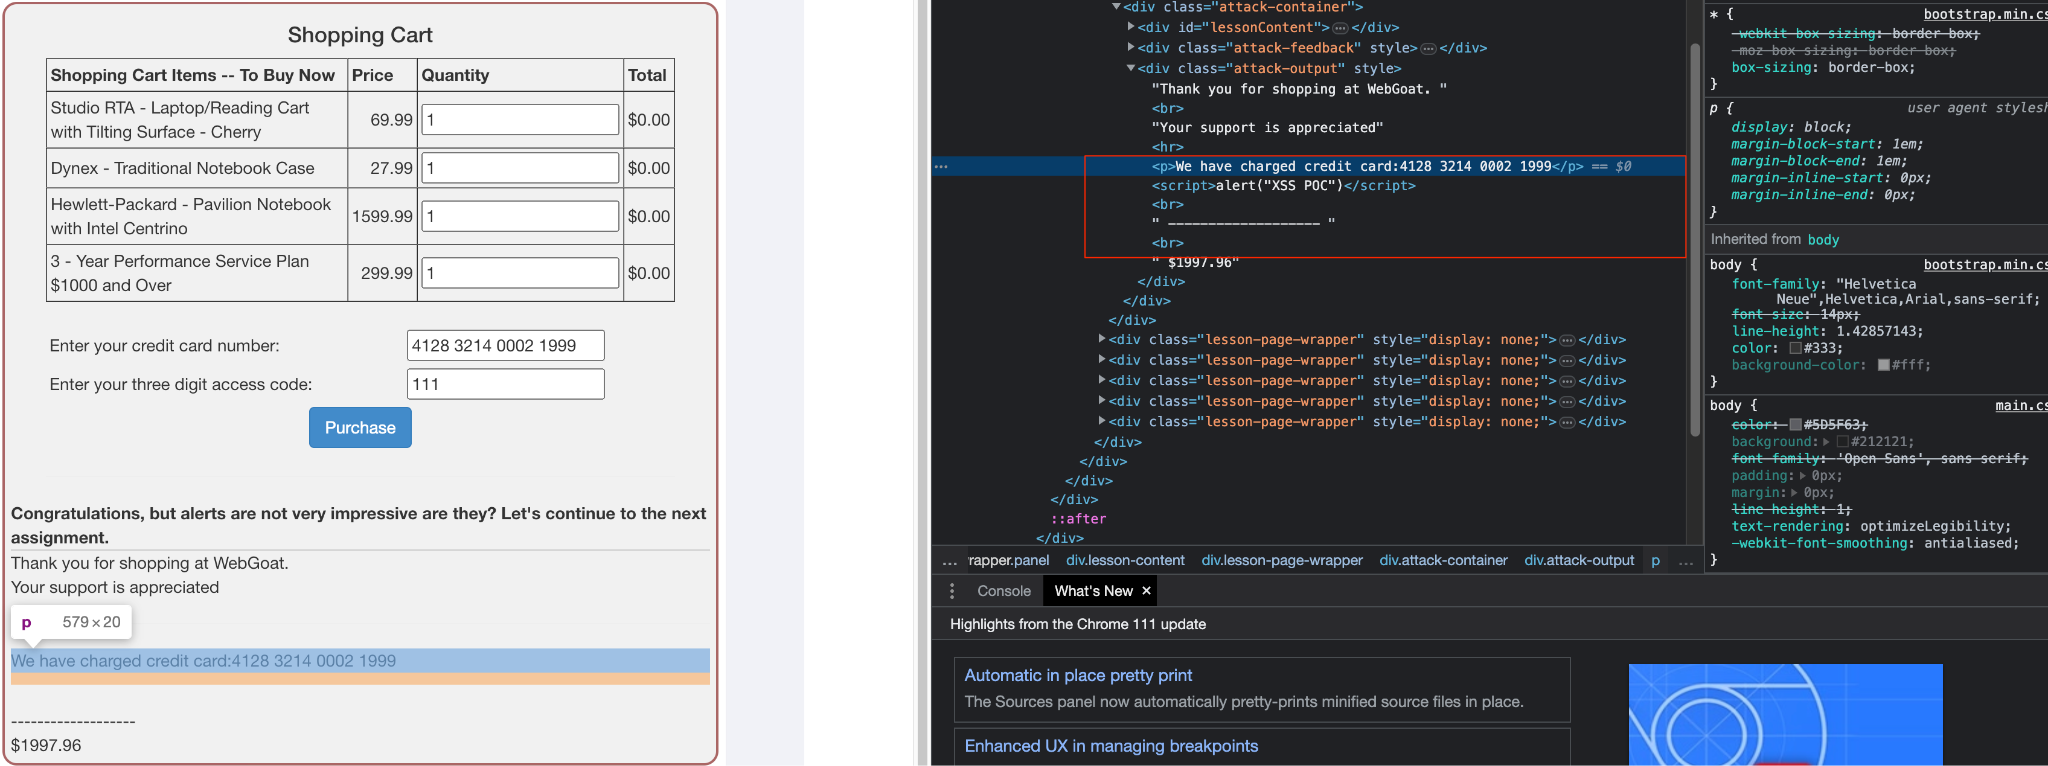 Shopping Cart
Shopping Cart Items -- To Buy Now Price Quantity Total
Studio RTA - Laptop/Reading Cart
with Tilting Surface - Cherry 69.99 1 $0.00
Dynex - Traditional Notebook Case 27.99 1 $0.00
Hewlett-Packard - Pavilion Notebook
with Intel Centrino 1599.99 1 $0.00
3 - Year Performance Service Plan
$1000 and Over 299.99 1 $0.00
Enter your credit card number: 4128 3214 0002 1999
Enter your three digit access code: 111
Purchase
Congratulations, but alerts are not very impressive are they? Let's continue to the next
assignment.
Thank you for shopping at WebGoat.
Your support is appreciated
p 579 × 20
We have charged credit card:4128 3214 0002 1999
-------------------
$1997.96
▼<div class="attack-container">
▶<div id="lessonContent">…</div>
▶<div class="attack-feedback" style>…</div>
▼<div class="attack-output" style>
"Thank you for shopping at WebGoat. "
<br>
"Your support is appreciated"
<hr>
… <p>We have charged credit card:4128 3214 0002 1999</p> == $0
<script>alert("XSS POC")</script>
<br>
" ------------------- "
<br>
" $1997.96"
</div>
</div>
</div>
▶<div class="lesson-page-wrapper" style="display: none;">…</div>
▶<div class="lesson-page-wrapper" style="display: none;">…</div>
▶<div class="lesson-page-wrapper" style="display: none;">…</div>
▶<div class="lesson-page-wrapper" style="display: none;">…</div>
▶<div class="lesson-page-wrapper" style="display: none;">…</div>
</div>
</div>
</div>
</div>
::after
</div>
… rapper.panel div.lesson-content div.lesson-page-wrapper div.attack-container div.attack-output p …
Console What's New ×
Highlights from the Chrome 111 update
Automatic in place pretty print
The Sources panel now automatically pretty-prints minified source files in place.
Enhanced UX in managing breakpoints
* { bootstrap.min.cs
-webkit-box-sizing: border-box;
-moz-box-sizing: border-box;
box-sizing: border-box;
}
p { user agent stylesh
display: block;
margin-block-start: 1em;
margin-block-end: 1em;
margin-inline-start: 0px;
margin-inline-end: 0px;
}
Inherited from body
body { bootstrap.min.cs
font-family: "Helvetica
Neue",Helvetica,Arial,sans-serif;
font-size: 14px;
line-height: 1.42857143;
color: #333;
background-color: #fff;
}
body { main.cs
color: #5D5F63;
background: ▶ #212121;
font-family: 'Open Sans', sans-serif;
padding: ▶ 0px;
margin: ▶ 0px;
line-height: 1;
text-rendering: optimizeLegibility;
-webkit-font-smoothing: antialiased;
}